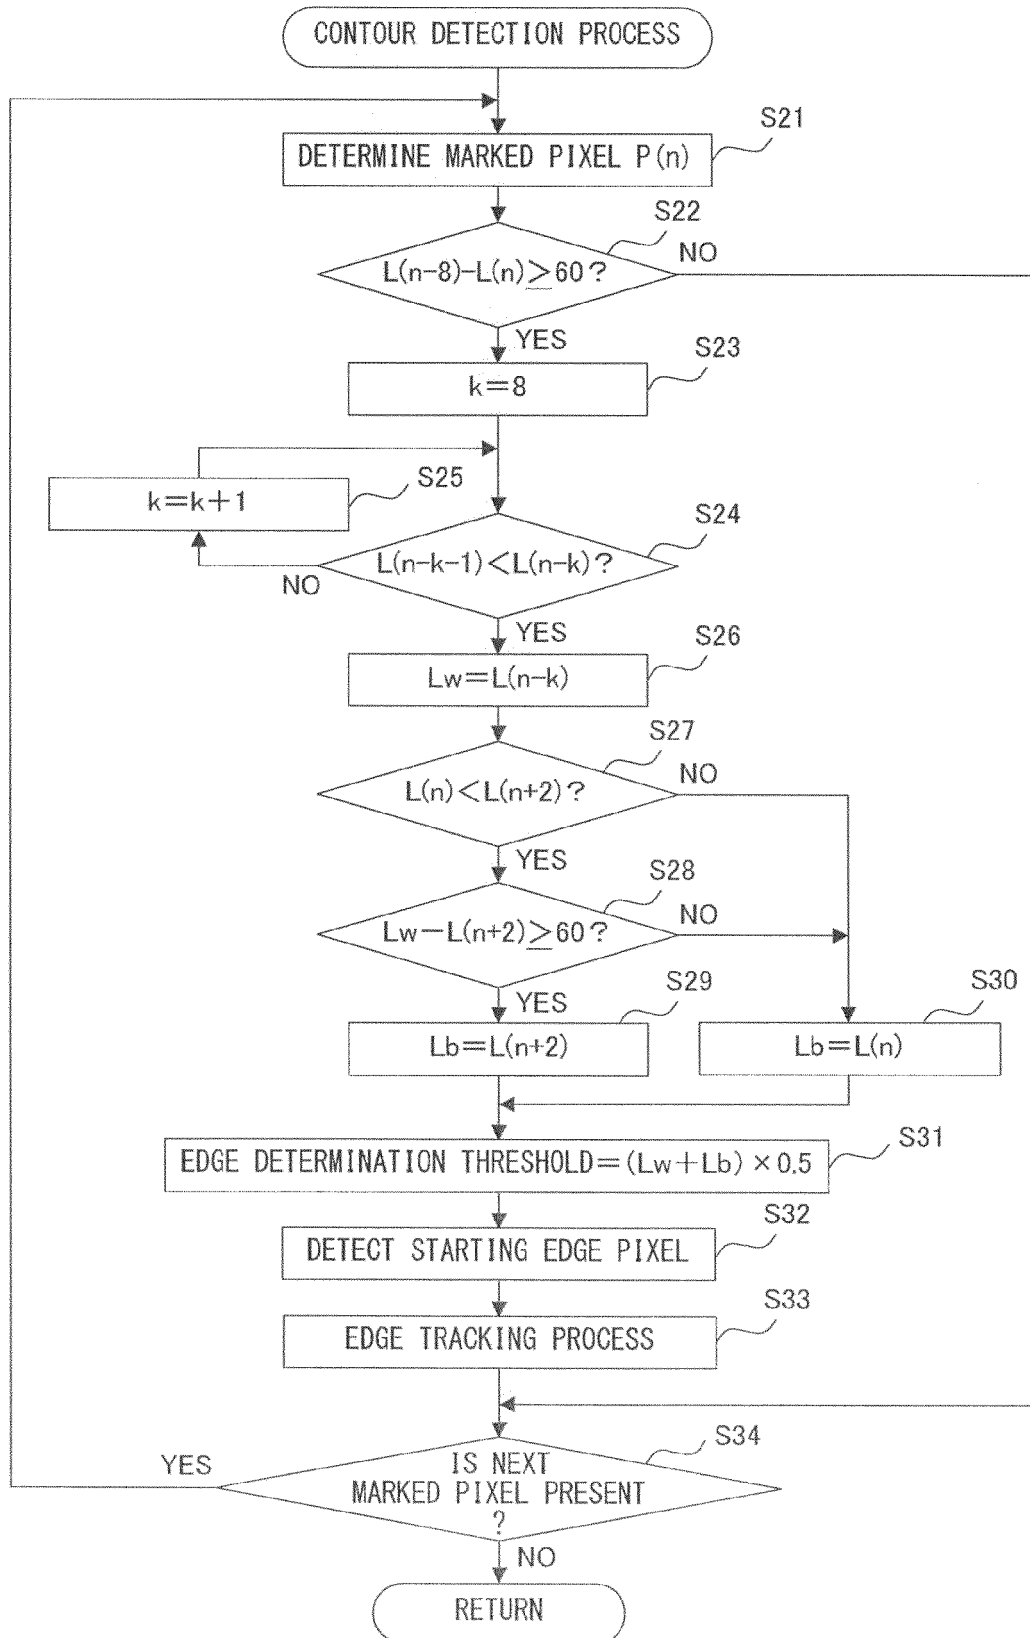 CONTOUR DETECTION PROCESS
S21
DETERMINE MARKED PIXEL P(n)
S22
L(n-8)-L(n)≧60?
NO
YES
S23
k=8
S25
k=k+1
S24
L(n-k-1)<L(n-k)?
NO
YES
S26
Lw=L(n-k)
S27
L(n)<L(n+2)?
NO
YES
S28
Lw-L(n+2)≧60?
NO
YES
S29
Lb=L(n+2)
S30
Lb=L(n)
S31
EDGE DETERMINATION THRESHOLD=(Lw+Lb)×0.5
S32
DETECT STARTING EDGE PIXEL
S33
EDGE TRACKING PROCESS
S34
YES
IS NEXT
MARKED PIXEL PRESENT
?
NO
RETURN